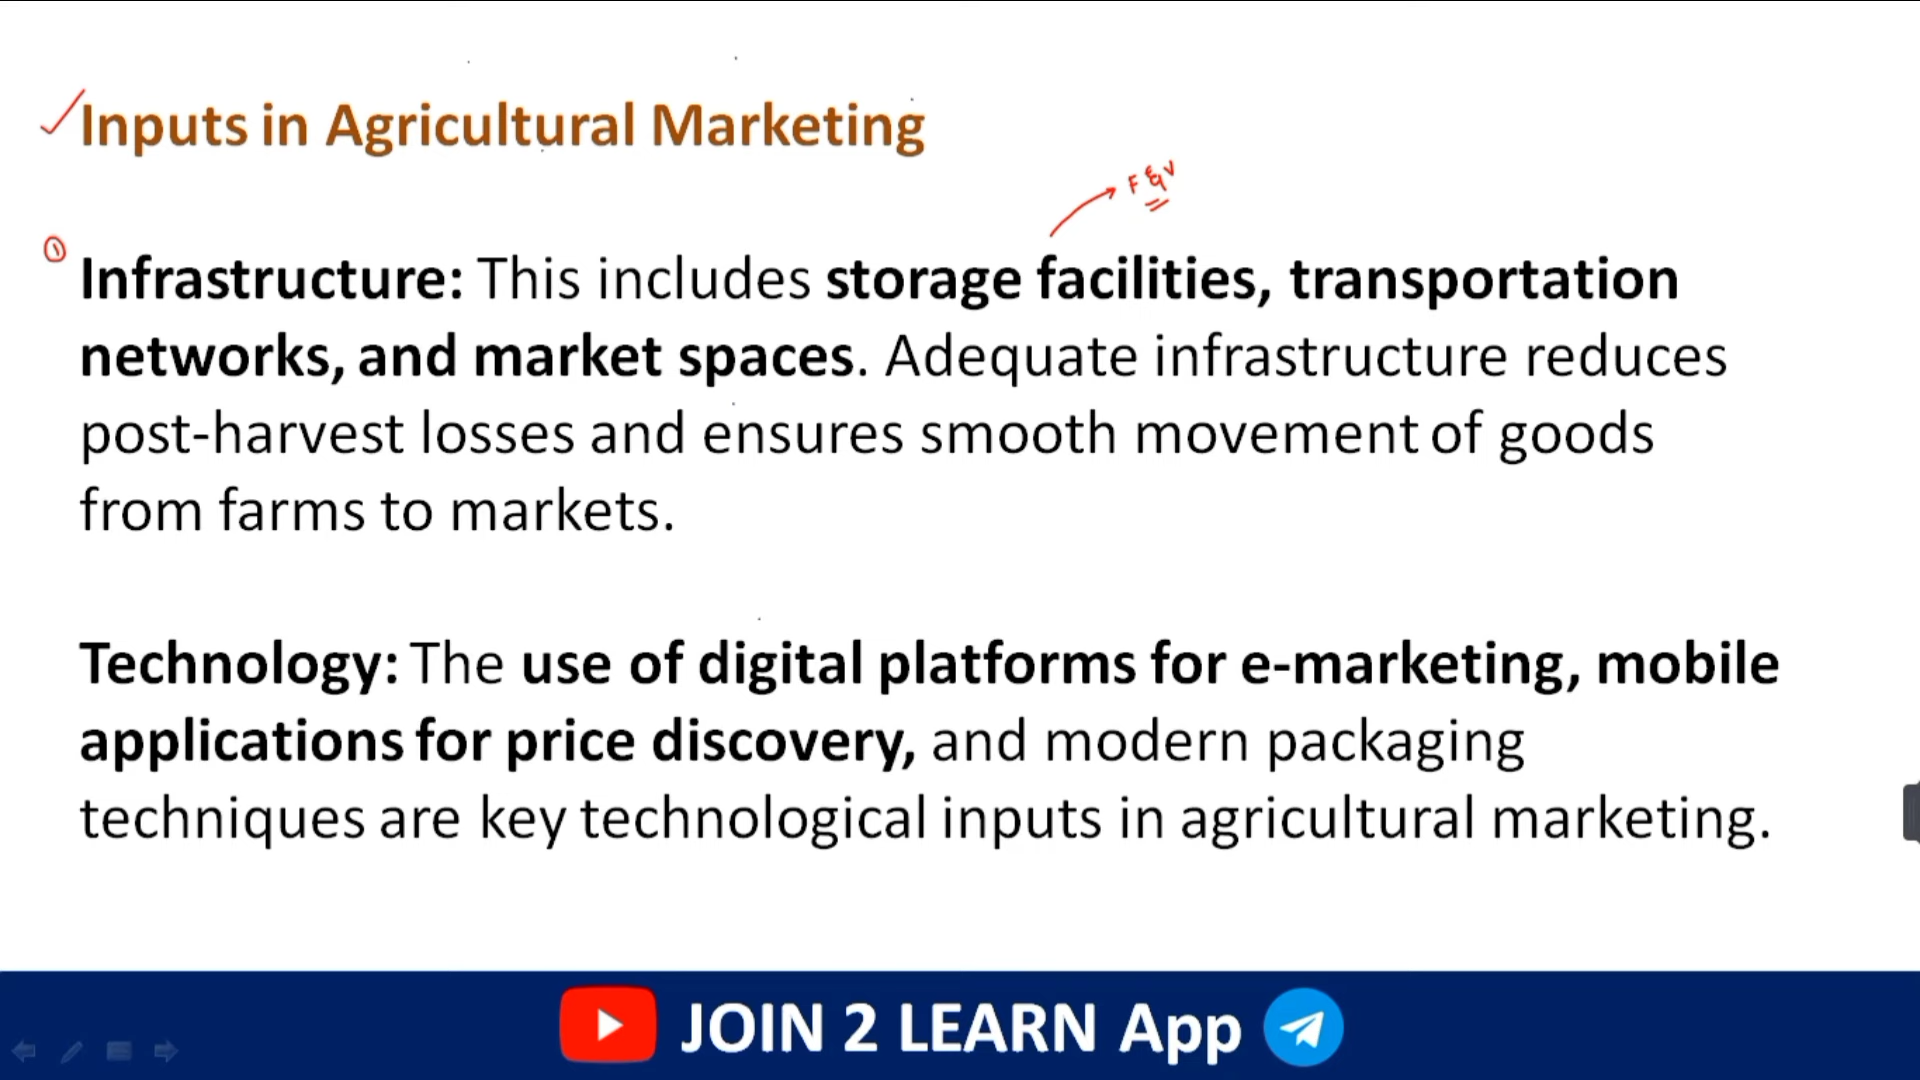 Inputs in Agricultural Marketing
F & V
① Infrastructure: This includes storage facilities, transportation
networks, and market spaces. Adequate infrastructure reduces
post-harvest losses and ensures smooth movement of goods
from farms to markets.
Technology: The use of digital platforms for e-marketing, mobile
applications for price discovery, and modern packaging
techniques are key technological inputs in agricultural marketing.
JOIN 2 LEARN App